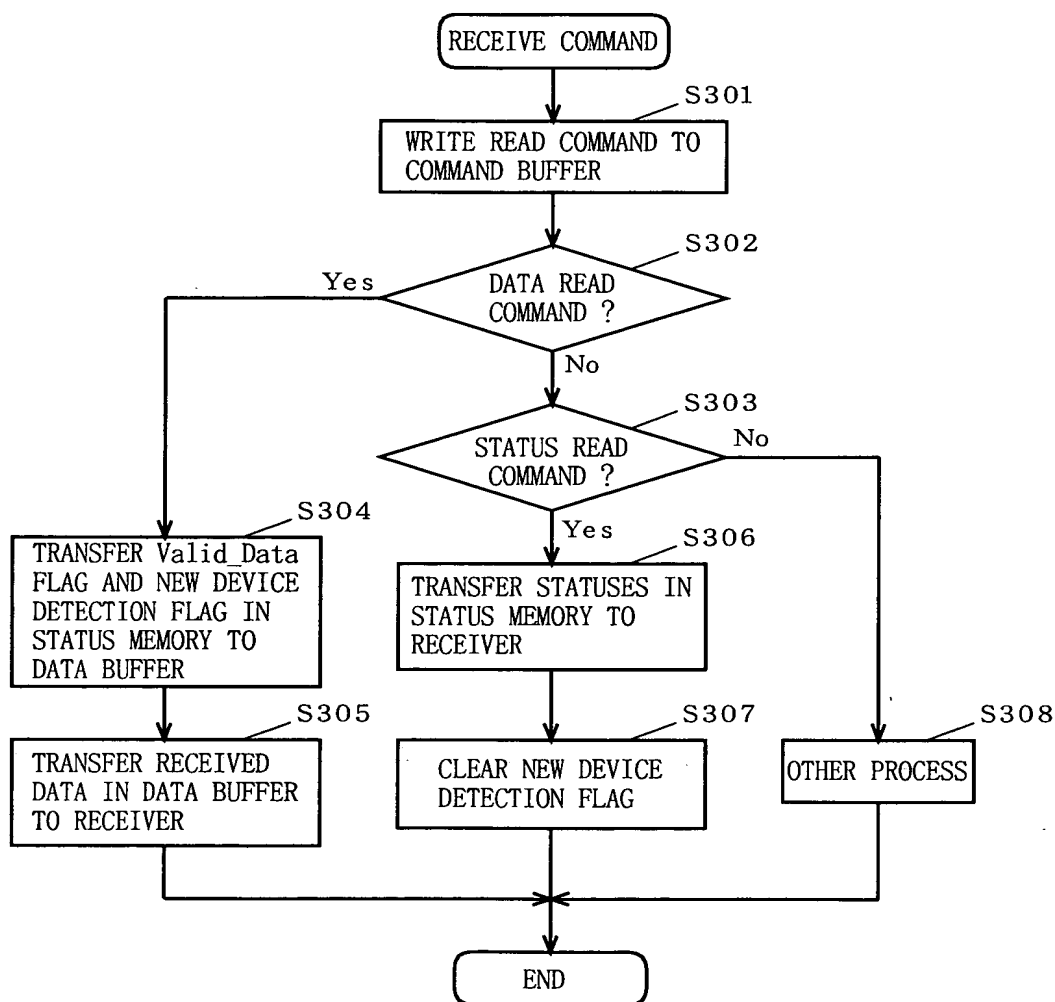 RECEIVE COMMAND
S301
WRITE READ COMMAND TO
COMMAND BUFFER
S302
Yes
DATA READ
COMMAND ?
No
S303
STATUS READ
COMMAND ?
No
Yes
S304
TRANSFER Valid_Data
FLAG AND NEW DEVICE
DETECTION FLAG IN
STATUS MEMORY TO
DATA BUFFER
S306
TRANSFER STATUSES IN
STATUS MEMORY TO
RECEIVER
S305
TRANSFER RECEIVED
DATA IN DATA BUFFER
TO RECEIVER
S307
CLEAR NEW DEVICE
DETECTION FLAG
S308
OTHER PROCESS
END